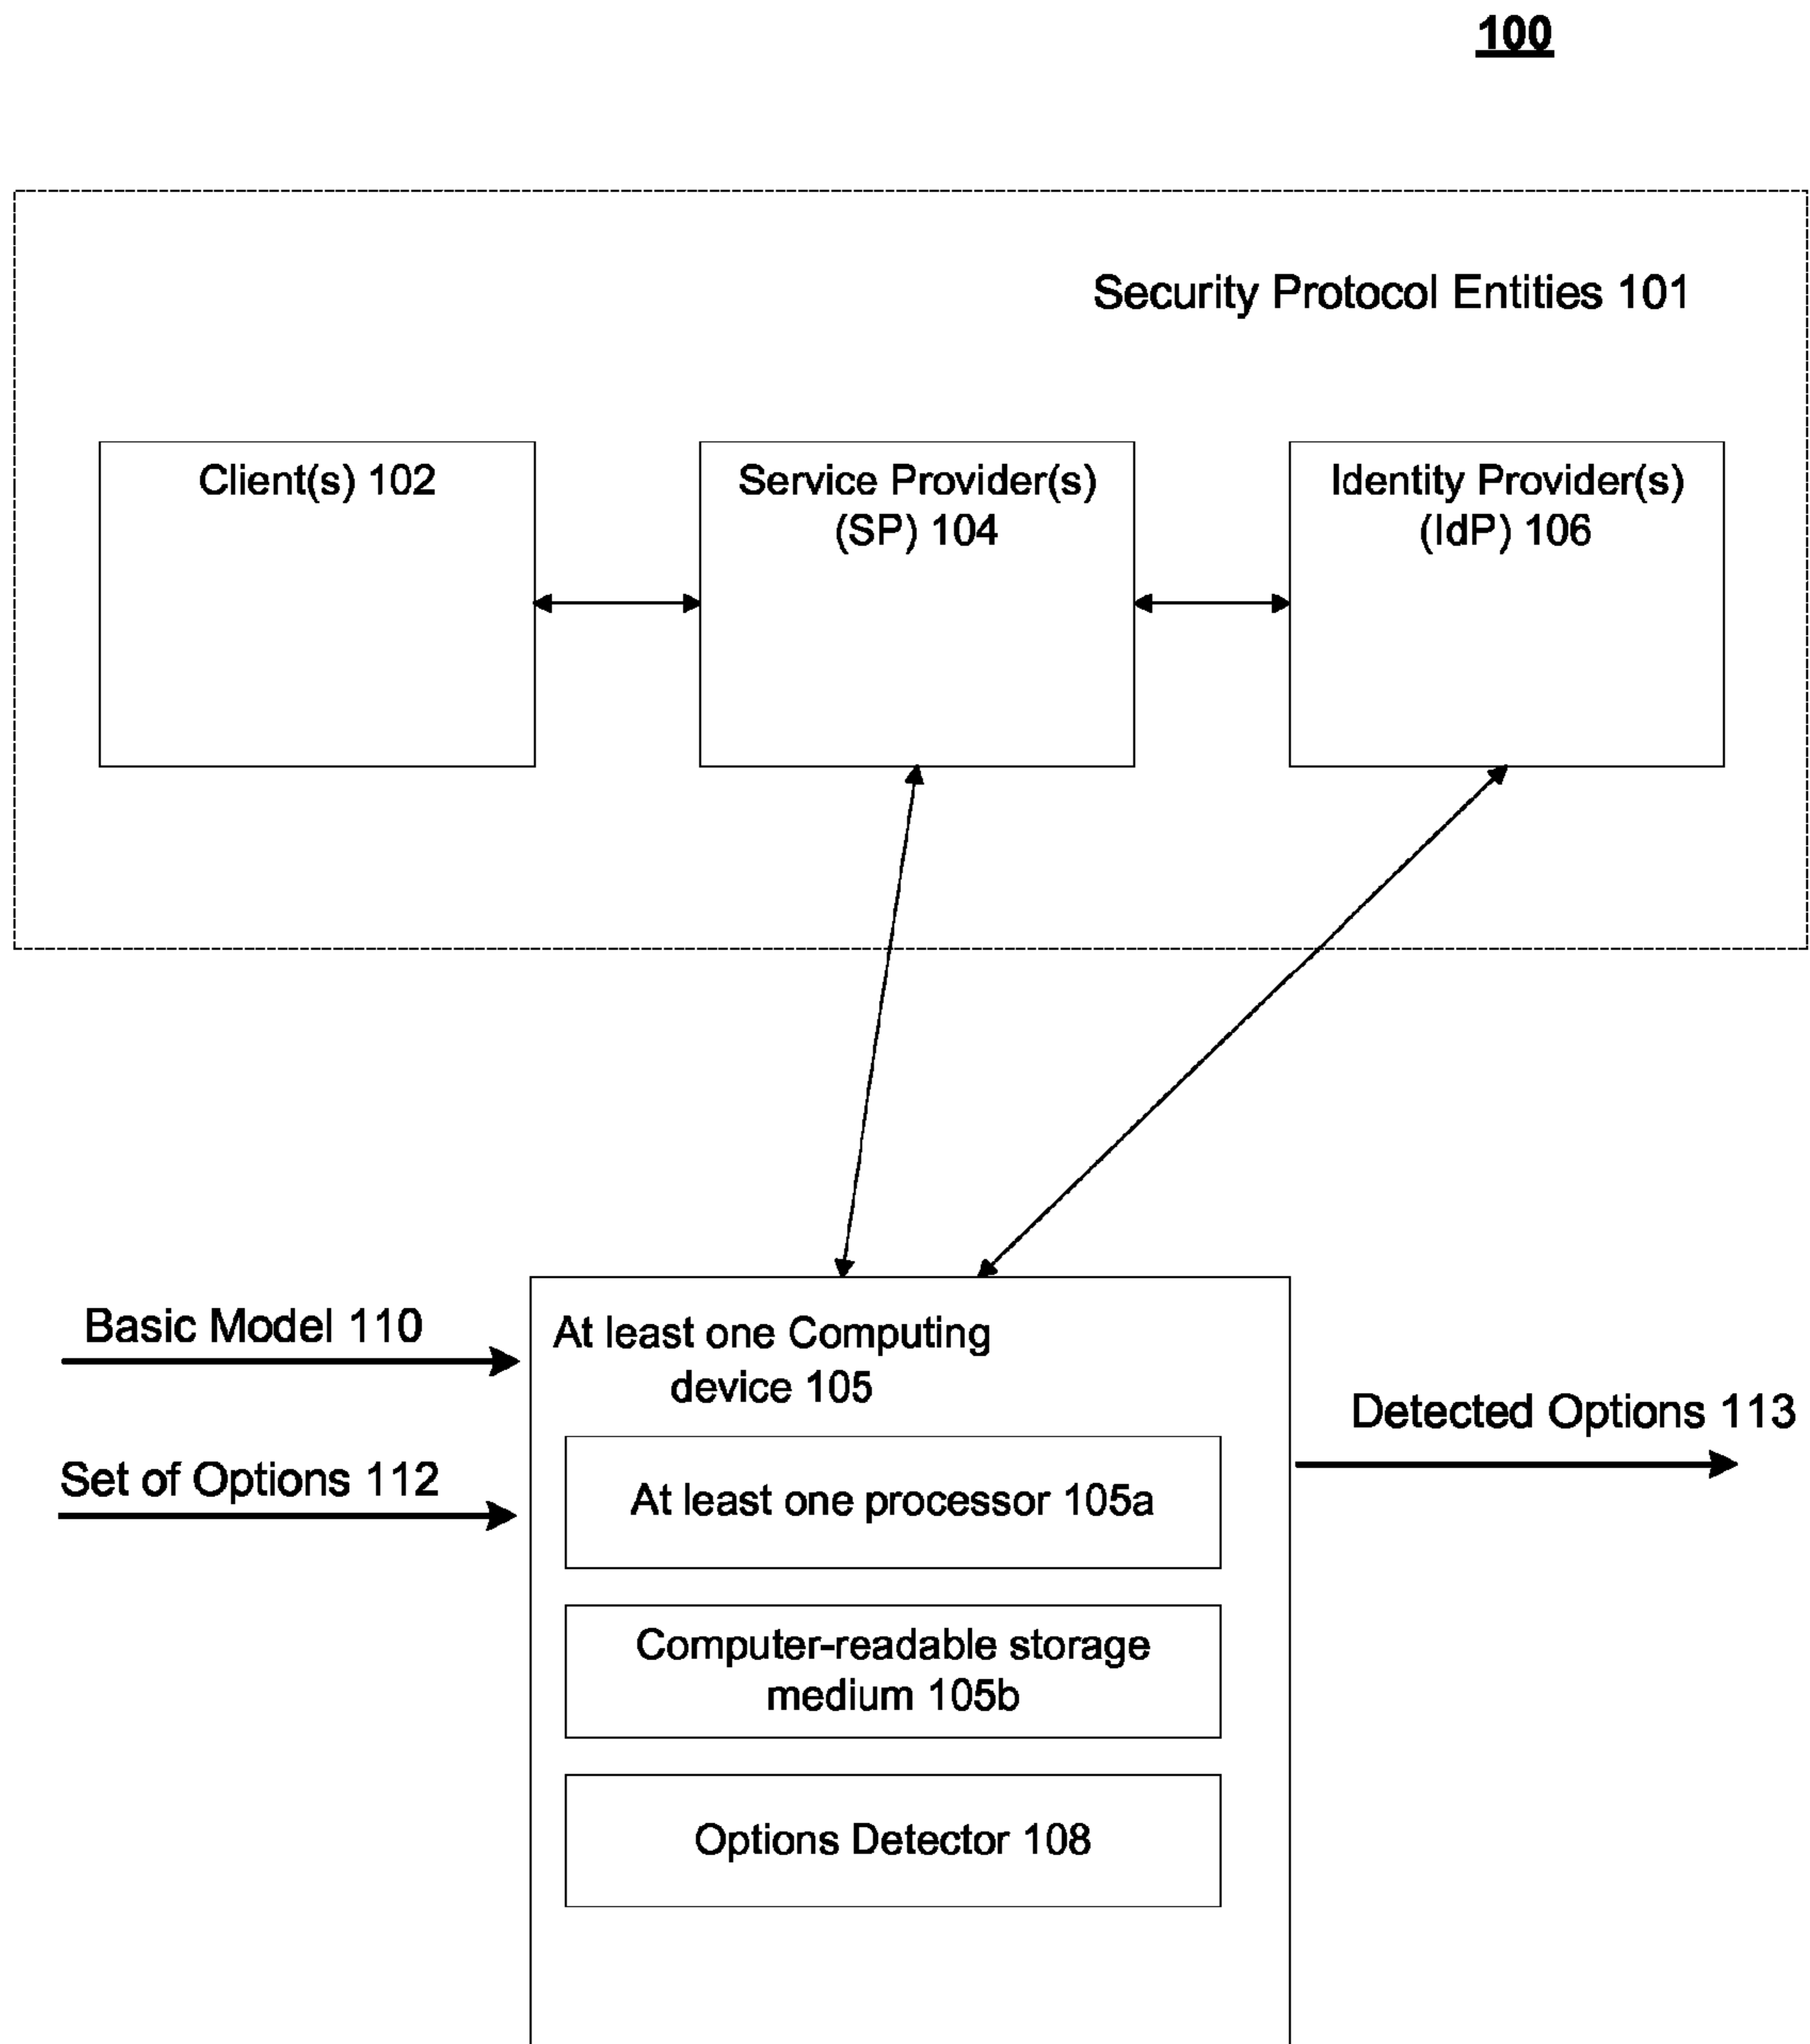 100
Security Protocol Entities 101
Client(s) 102
Service Provider(s)
(SP) 104
Identity Provider(s)
(IdP) 106
Basic Model 110
Set of Options 112
At least one Computing
device 105
At least one processor 105a
Computer-readable storage
medium 105b
Options Detector 108
Detected Options 113